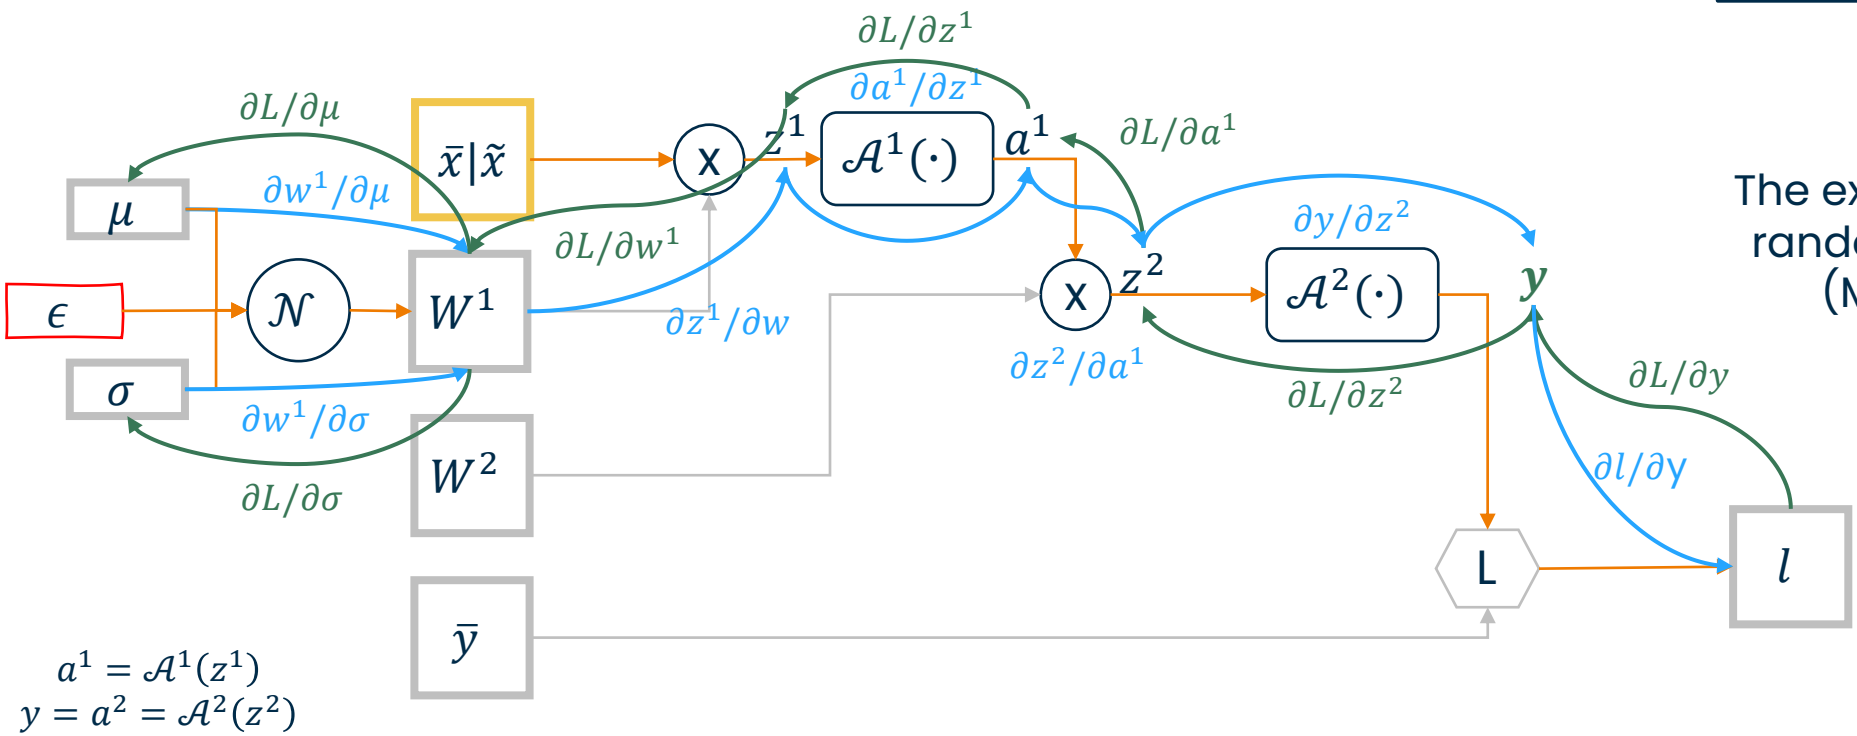 ∂L/∂z¹
∂a¹/∂z¹
∂L/∂μ
x̄|x̃
x
z¹
𝒜¹(·)
a¹
∂L/∂a¹
μ
∂w¹/∂μ
∂L/∂w¹
∂y/∂z²
The ex
rando
(M
ϵ
𝒩
W¹
∂z¹/∂w
x
z²
𝒜²(·)
y
σ
∂w¹/∂σ
∂z²/∂a¹
∂L/∂z²
∂L/∂y
∂L/∂σ
W²
∂l/∂y
L
l
ȳ
a¹ = 𝒜¹(z¹)
y = a² = 𝒜²(z²)